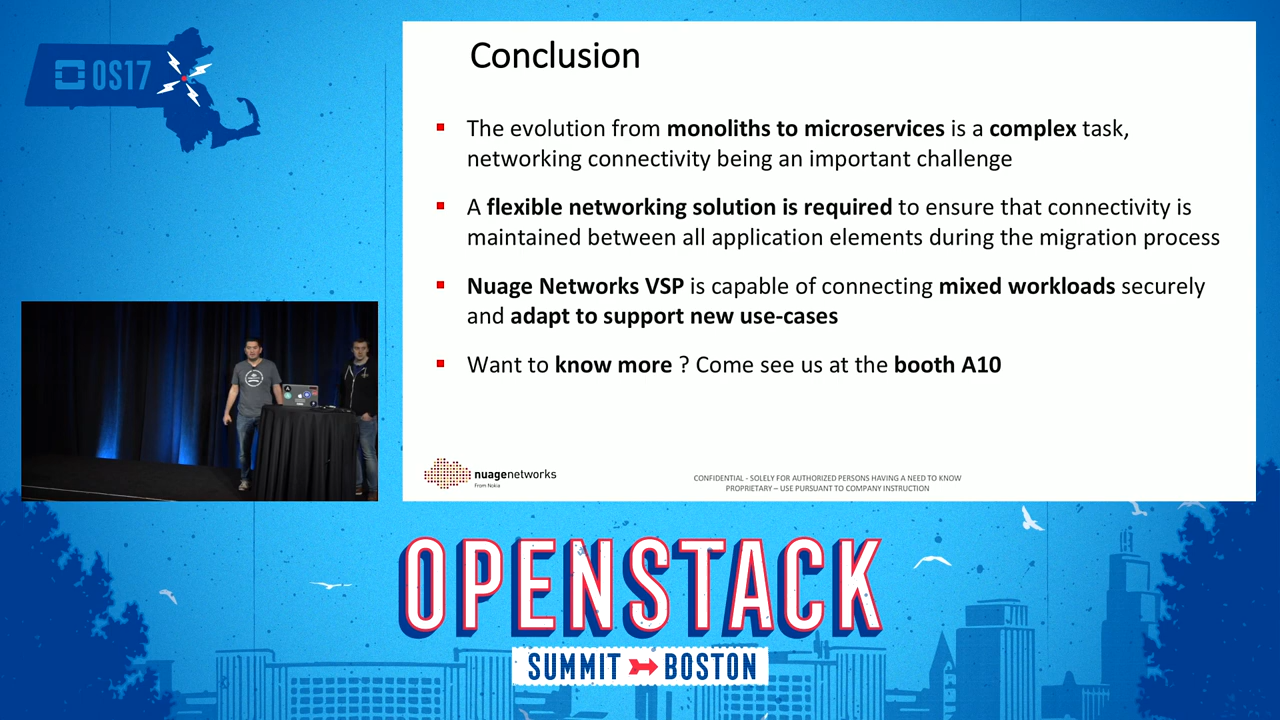 OS17
Conclusion
The evolution from monoliths to microservices is a complex task,
networking connectivity being an important challenge
A flexible networking solution is required to ensure that connectivity is
maintained between all application elements during the migration process
Nuage Networks VSP is capable of connecting mixed workloads securely
and adapt to support new use-cases
Want to know more ? Come see us at the booth A10
nuagenetworks
From Nokia
CONFIDENTIAL - SOLELY FOR AUTHORIZED PERSONS HAVING A NEED TO KNOW
PROPRIETARY – USE PURSUANT TO COMPANY INSTRUCTION
OPENSTACK
SUMMIT BOSTON